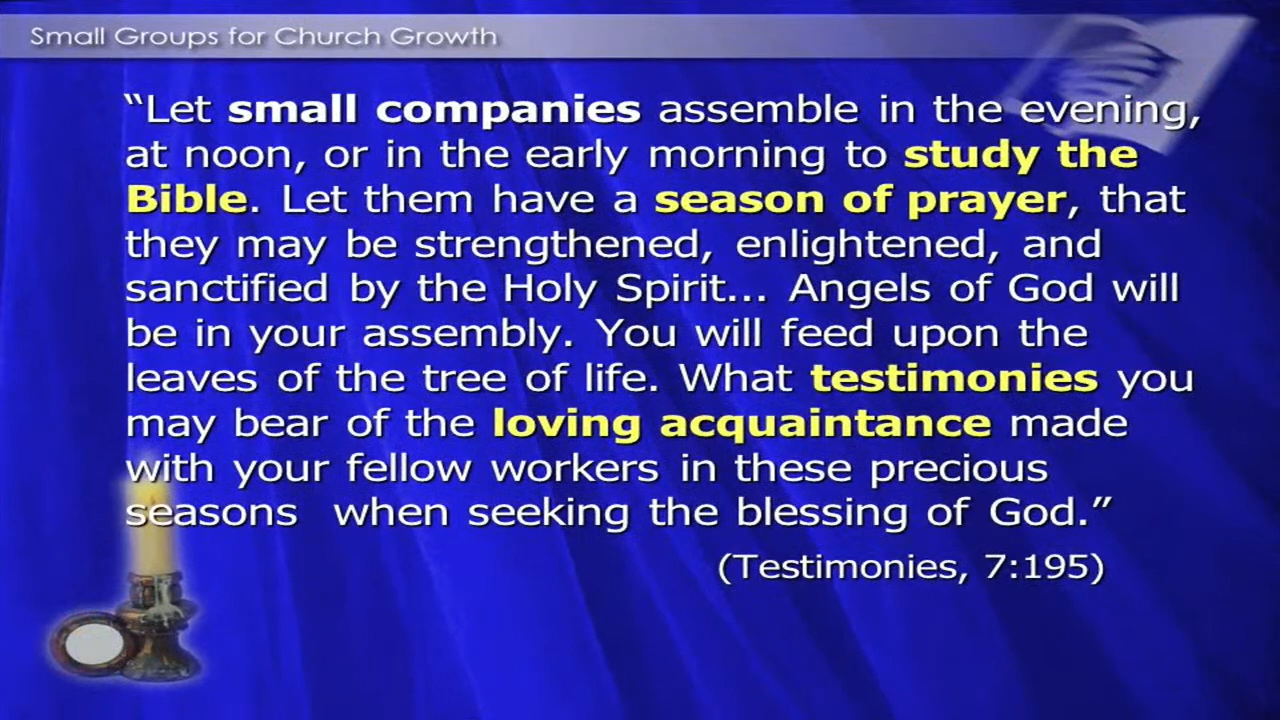 Small Groups for Church Growth
“Let small companies assemble in the evening,
at noon, or in the early morning to study the
Bible. Let them have a season of prayer, that
they may be strengthened, enlightened, and
sanctified by the Holy Spirit... Angels of God will
be in your assembly. You will feed upon the
leaves of the tree of life. What testimonies you
may bear of the loving acquaintance made
with your fellow workers in these precious
seasons  when seeking the blessing of God.”
(Testimonies, 7:195)